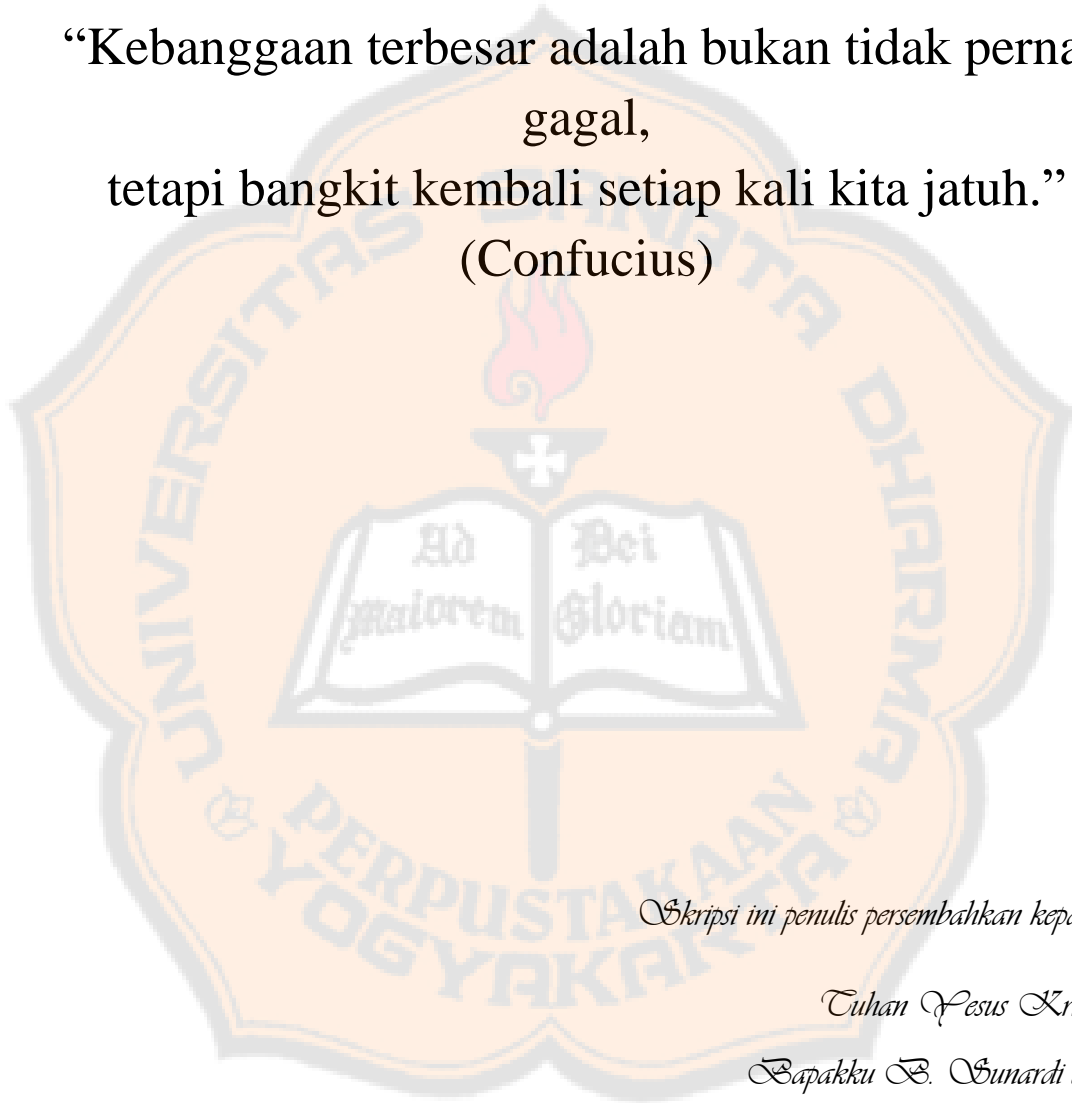 “Kebanggaan terbesar adalah bukan tidak perna
gagal,
tetapi bangkit kembali setiap kali kita jatuh.”
(Confucius)
UNIVERSITAS SANATA DHARMA
Ad Dei
Maiorem Gloriam
PERPUSTAKAAN
YOGYAKARTA
Skripsi ini penulis persembahkan kepa
Tuhan Yesus Kr
Bapakku B. Sunardi